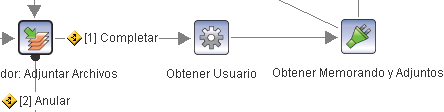 [1] Completar
dor: Adjuntar Archivos
Obtener Usuario
Obtener Memorando y Adjuntos
[2] Anular